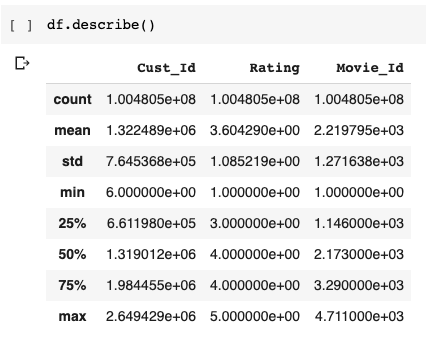 [ ] df.describe()
Cust_Id Rating Movie_Id
count 1.004805e+08 1.004805e+08 1.004805e+08
mean 1.322489e+06 3.604290e+00 2.219795e+03
std 7.645368e+05 1.085219e+00 1.271638e+03
min 6.000000e+00 1.000000e+00 1.000000e+00
25% 6.611980e+05 3.000000e+00 1.146000e+03
50% 1.319012e+06 4.000000e+00 2.173000e+03
75% 1.984455e+06 4.000000e+00 3.290000e+03
max 2.649429e+06 5.000000e+00 4.711000e+03